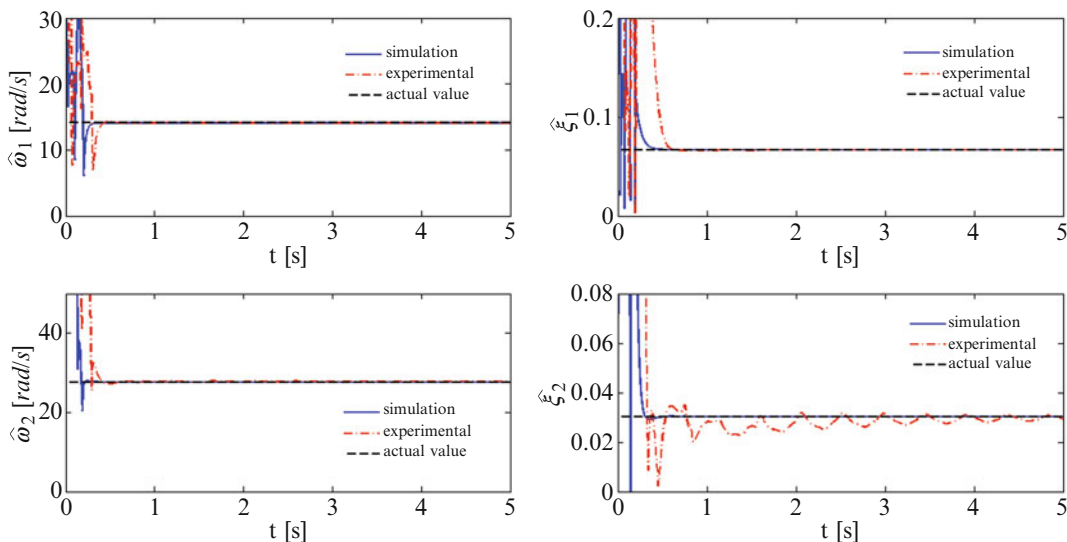 30
20
10
0
ω̂1 [rad/s]
simulation
experimental
actual value
0 1 2 3 4 5
t [s]
0.2
0.1
0
ξ̂1
simulation
experimental
actual value
0 1 2 3 4 5
t [s]
40
20
0
ω̂2 [rad/s]
simulation
experimental
actual value
0 1 2 3 4 5
t [s]
0.08
0.06
0.04
0.02
0
ξ̂2
simulation
experimental
actual value
0 1 2 3 4 5
t [s]